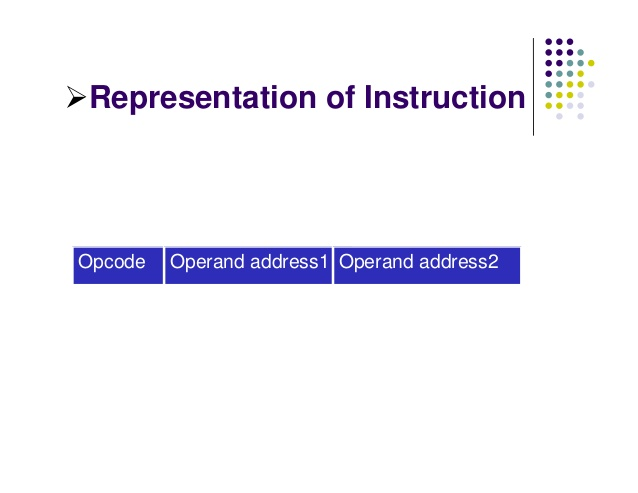 ➢Representation of Instruction
Opcode Operand address1 Operand address2